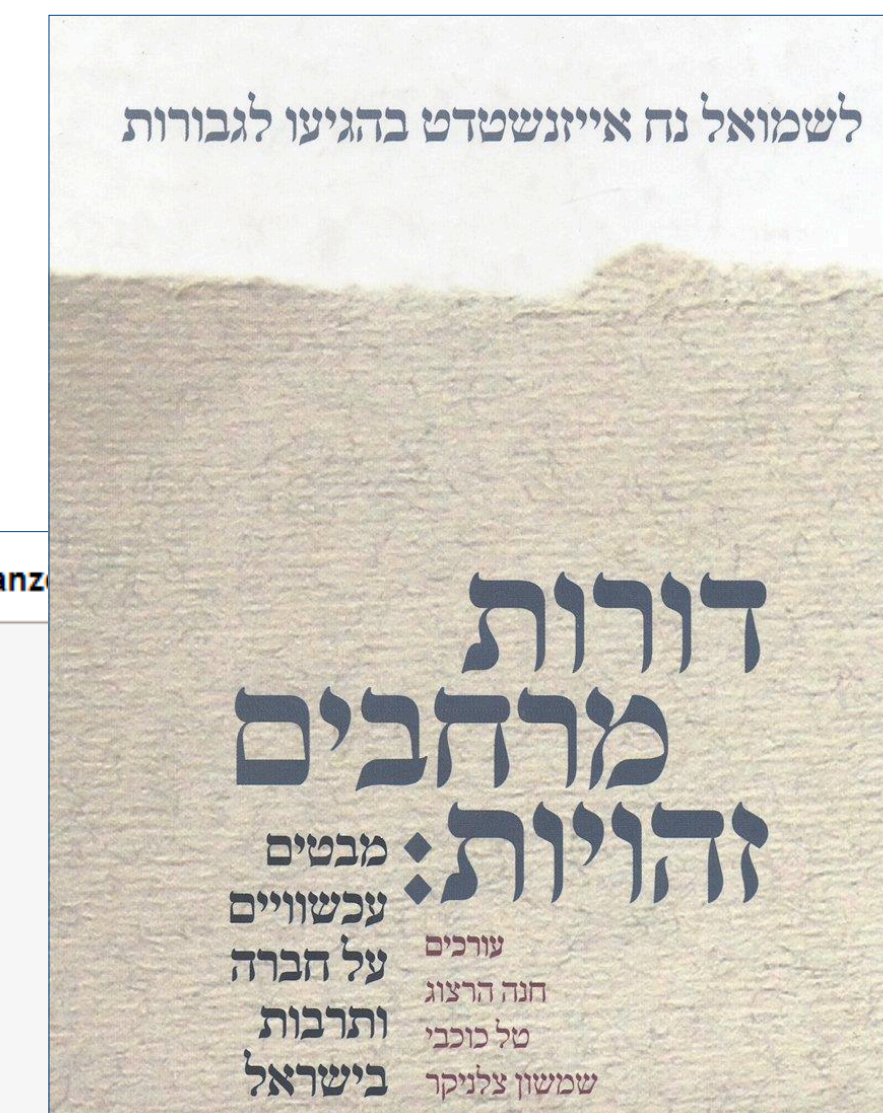 לשמואל נח אייזנשטדט בהגיעו לגבורות
דורות
מרחבים
זהויות:
מבטים
עכשוויים
על חברה
ותרבות
בישראל
עורכים
חנה הרצוג
טל כוכבי
שמשון צלניקר